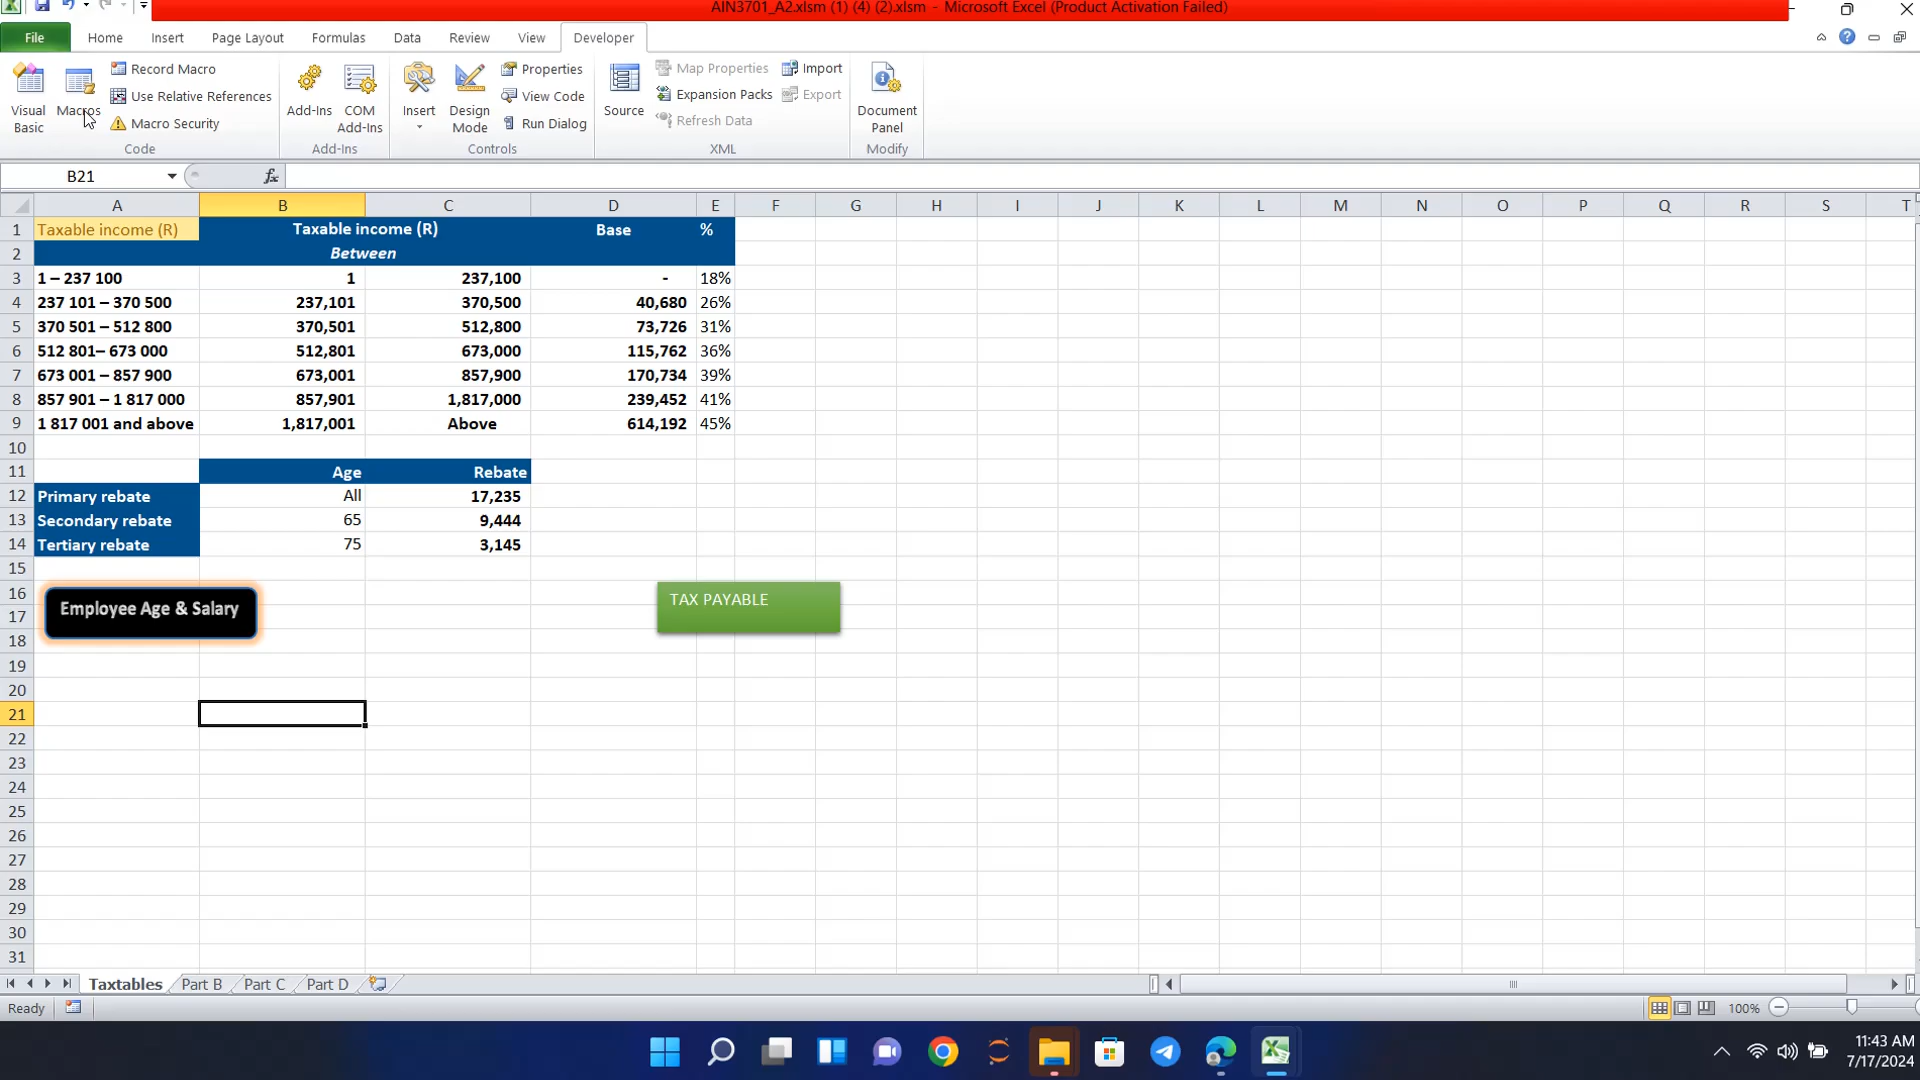 AIN3701_A2.xlsm (1) (4) (2).xlsm - Microsoft Excel (Product Activation Failed)
File Home Insert Page Layout Formulas Data Review View Developer
Visual Basic
Macros
Record Macro
Use Relative References
Macro Security
Code
Add-Ins
COM Add-Ins
Add-Ins
Insert
Design Mode
Properties
View Code
Run Dialog
Controls
Source
Map Properties
Expansion Packs
Refresh Data
Import
Export
XML
Document Panel
Modify
B21 fx
A B C D E F G H I J K L M N O P Q R S T
1 Taxable income (R) Taxable income (R) Base %
2 Between
3 1 – 237 100 1 237,100 - 18%
4 237 101 – 370 500 237,101 370,500 40,680 26%
5 370 501 – 512 800 370,501 512,800 73,726 31%
6 512 801– 673 000 512,801 673,000 115,762 36%
7 673 001 – 857 900 673,001 857,900 170,734 39%
8 857 901 – 1 817 000 857,901 1,817,000 239,452 41%
9 1 817 001 and above 1,817,001 Above 614,192 45%
10
11 Age Rebate
12 Primary rebate All 17,235
13 Secondary rebate 65 9,444
14 Tertiary rebate 75 3,145
15
16
17
18
Employee Age & Salary
TAX PAYABLE
19
20
21
22
23
24
25
26
27
28
29
30
31
Taxtables Part B Part C Part D
Ready 100%
11:43 AM
7/17/2024